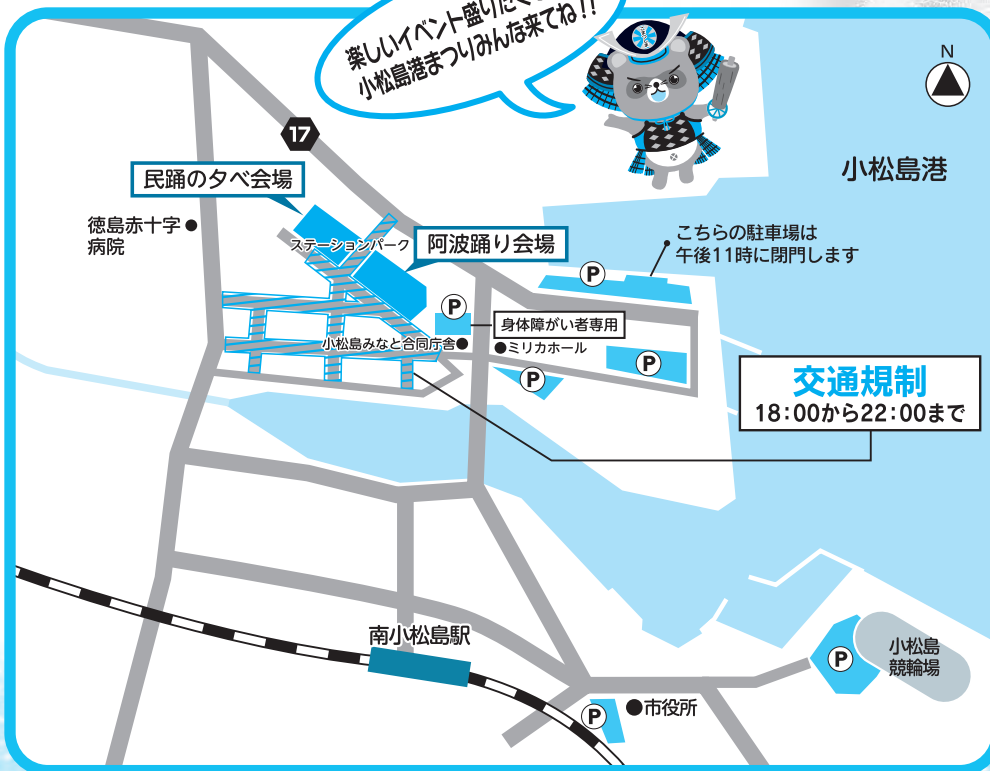 楽しいイベント盛りだく
小松島港まつりみんな来てね!!
N
小松島港
17
民踊の夕べ会場
徳島赤十字
病院
ステーションパーク
阿波踊り会場
こちらの駐車場は
午後11時に閉門します
P
P
身体障がい者専用
小松島みなと合同庁舎
ミリカホール
P
P
交通規制
18:00から22:00まで
南小松島駅
小松島
競輪場
P
P
市役所